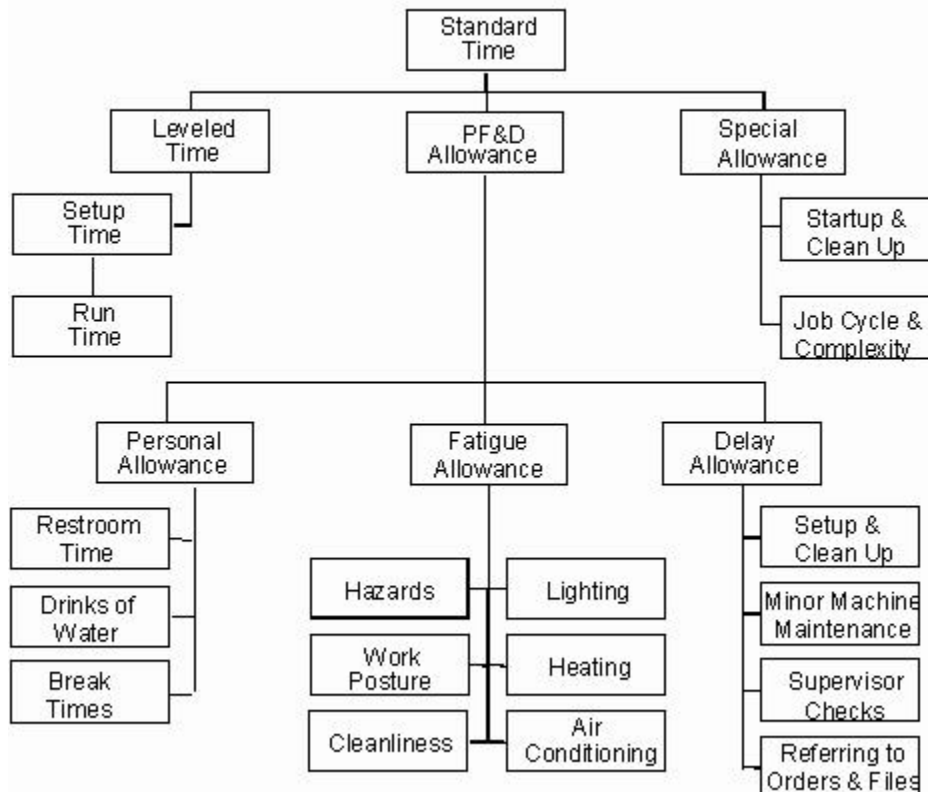 Standard
Time
Leveled
Time
PF&D
Allowance
Special
Allowance
Setup
Time
Startup &
Clean Up
Run
Time
Job Cycle &
Complexity
Personal
Allowance
Fatigue
Allowance
Delay
Allowance
Restroom
Time
Drinks of
Water
Break
Times
Hazards
Lighting
Work
Posture
Heating
Cleanliness
Air
Conditioning
Setup &
Clean Up
Minor Machine
Maintenance
Supervisor
Checks
Referring to
Orders & Files